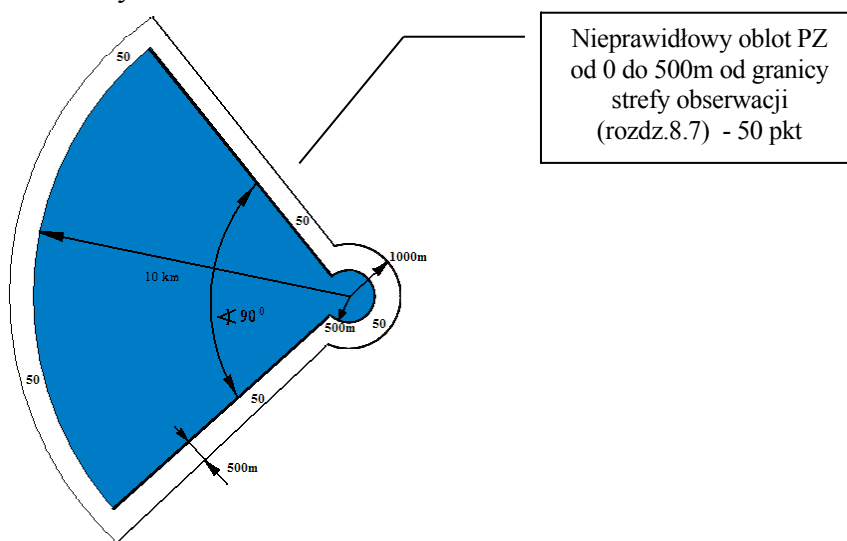 50
Nieprawidłowy oblot PZ
od 0 do 500m od granicy
strefy obserwacji
(rozdz.8.7) - 50 pkt
50
1000m
10 km
∢ 90⁰
500m
50
50
50
500m